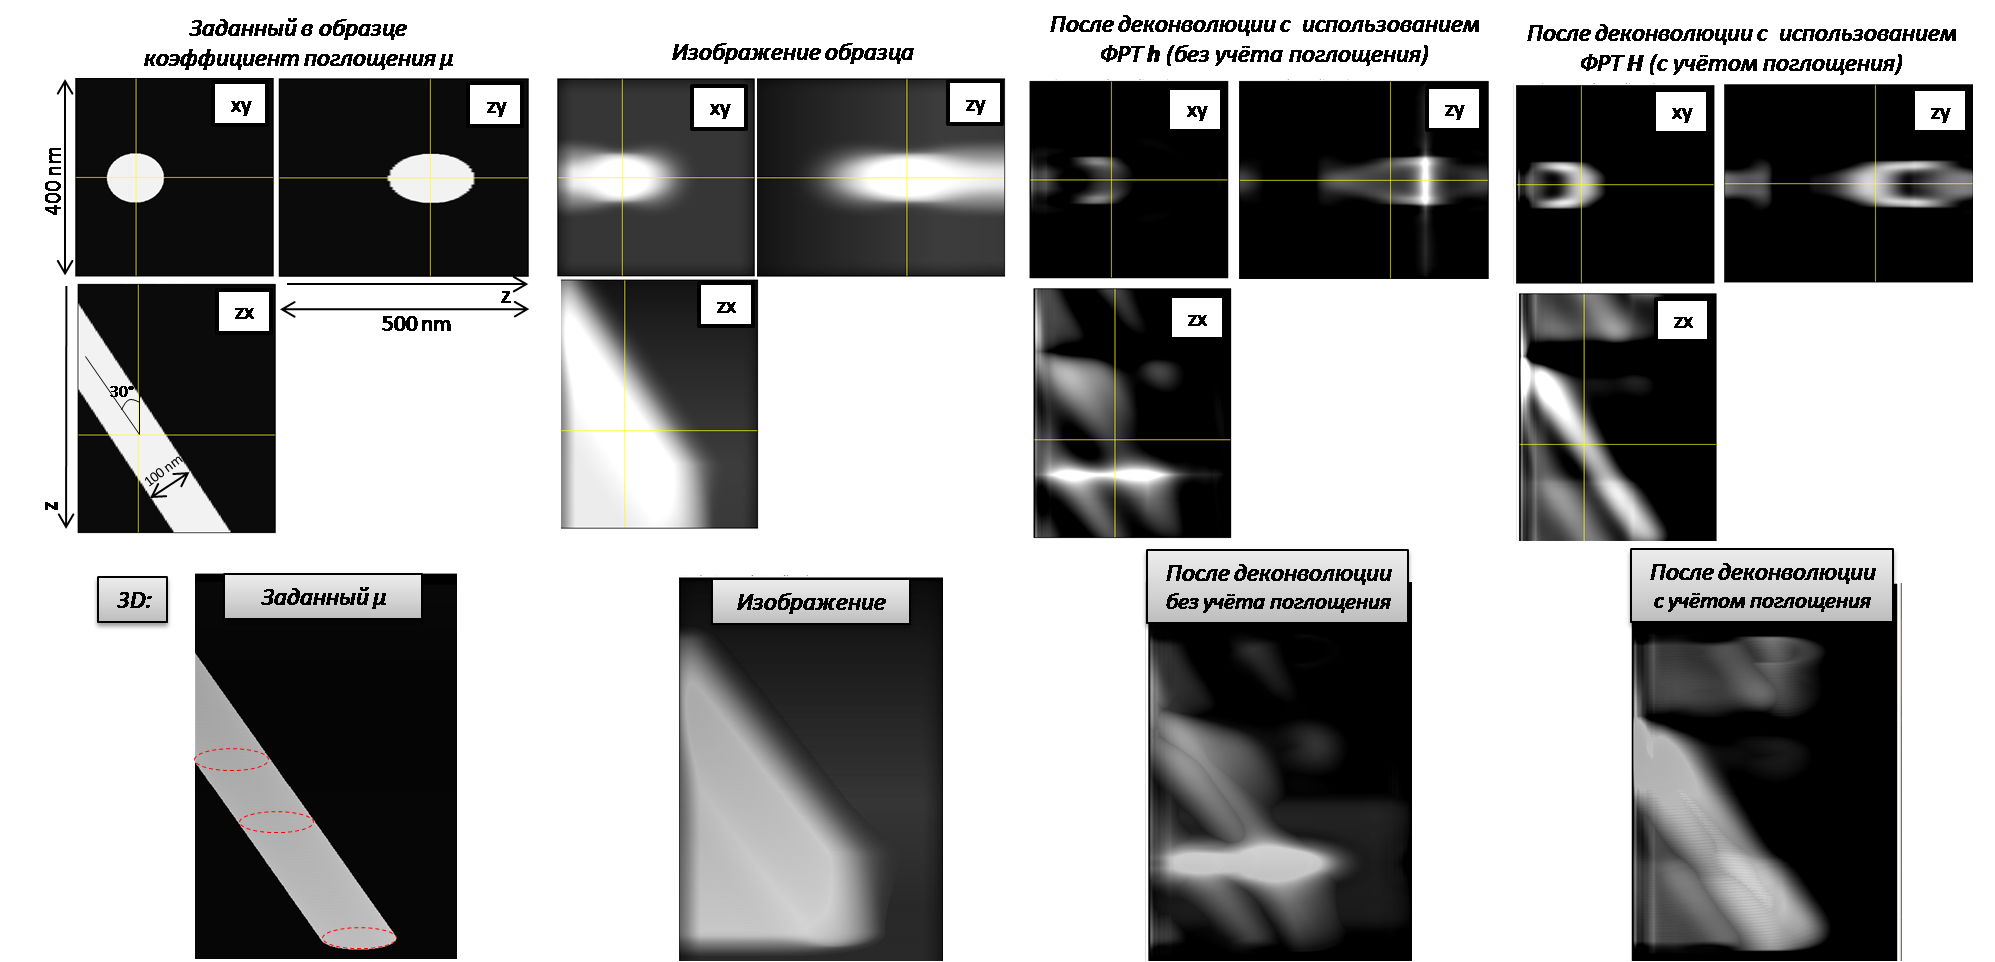 Заданный в образце
коэффициент поглощения μ
Изображение образца
После деконволюции с использованием
ФРТ h (без учёта поглощения)
После деконволюции с использованием
ФРТ H (с учётом поглощения)
xy
zy
xy
zy
xy
zy
xy
zy
400 nm
z
500 nm
zx
zx
zx
zx
30°
100 nm
z
3D:
Заданный μ
Изображение
После деконволюции
без учёта поглощения
После деконволюции
с учётом поглощения